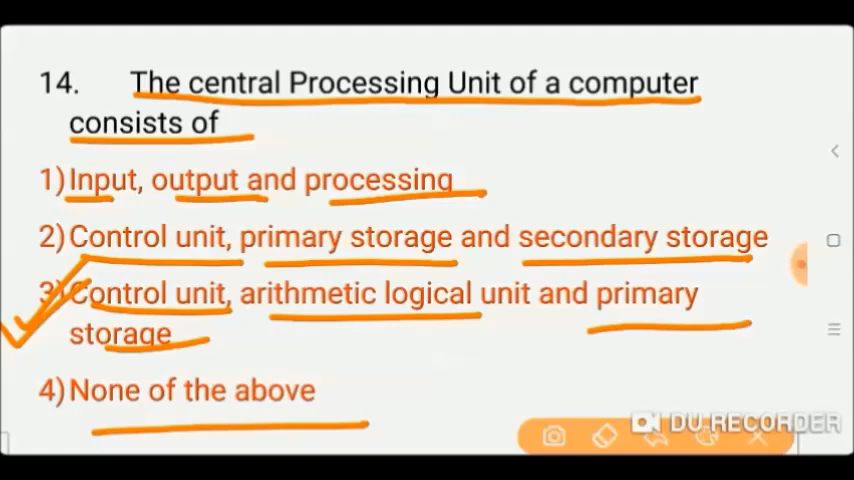 14. The central Processing Unit of a computer
consists of
1) Input, output and processing
2) Control unit, primary storage and secondary storage
3) Control unit, arithmetic logical unit and primary
storage
4) None of the above
DU RECORDER